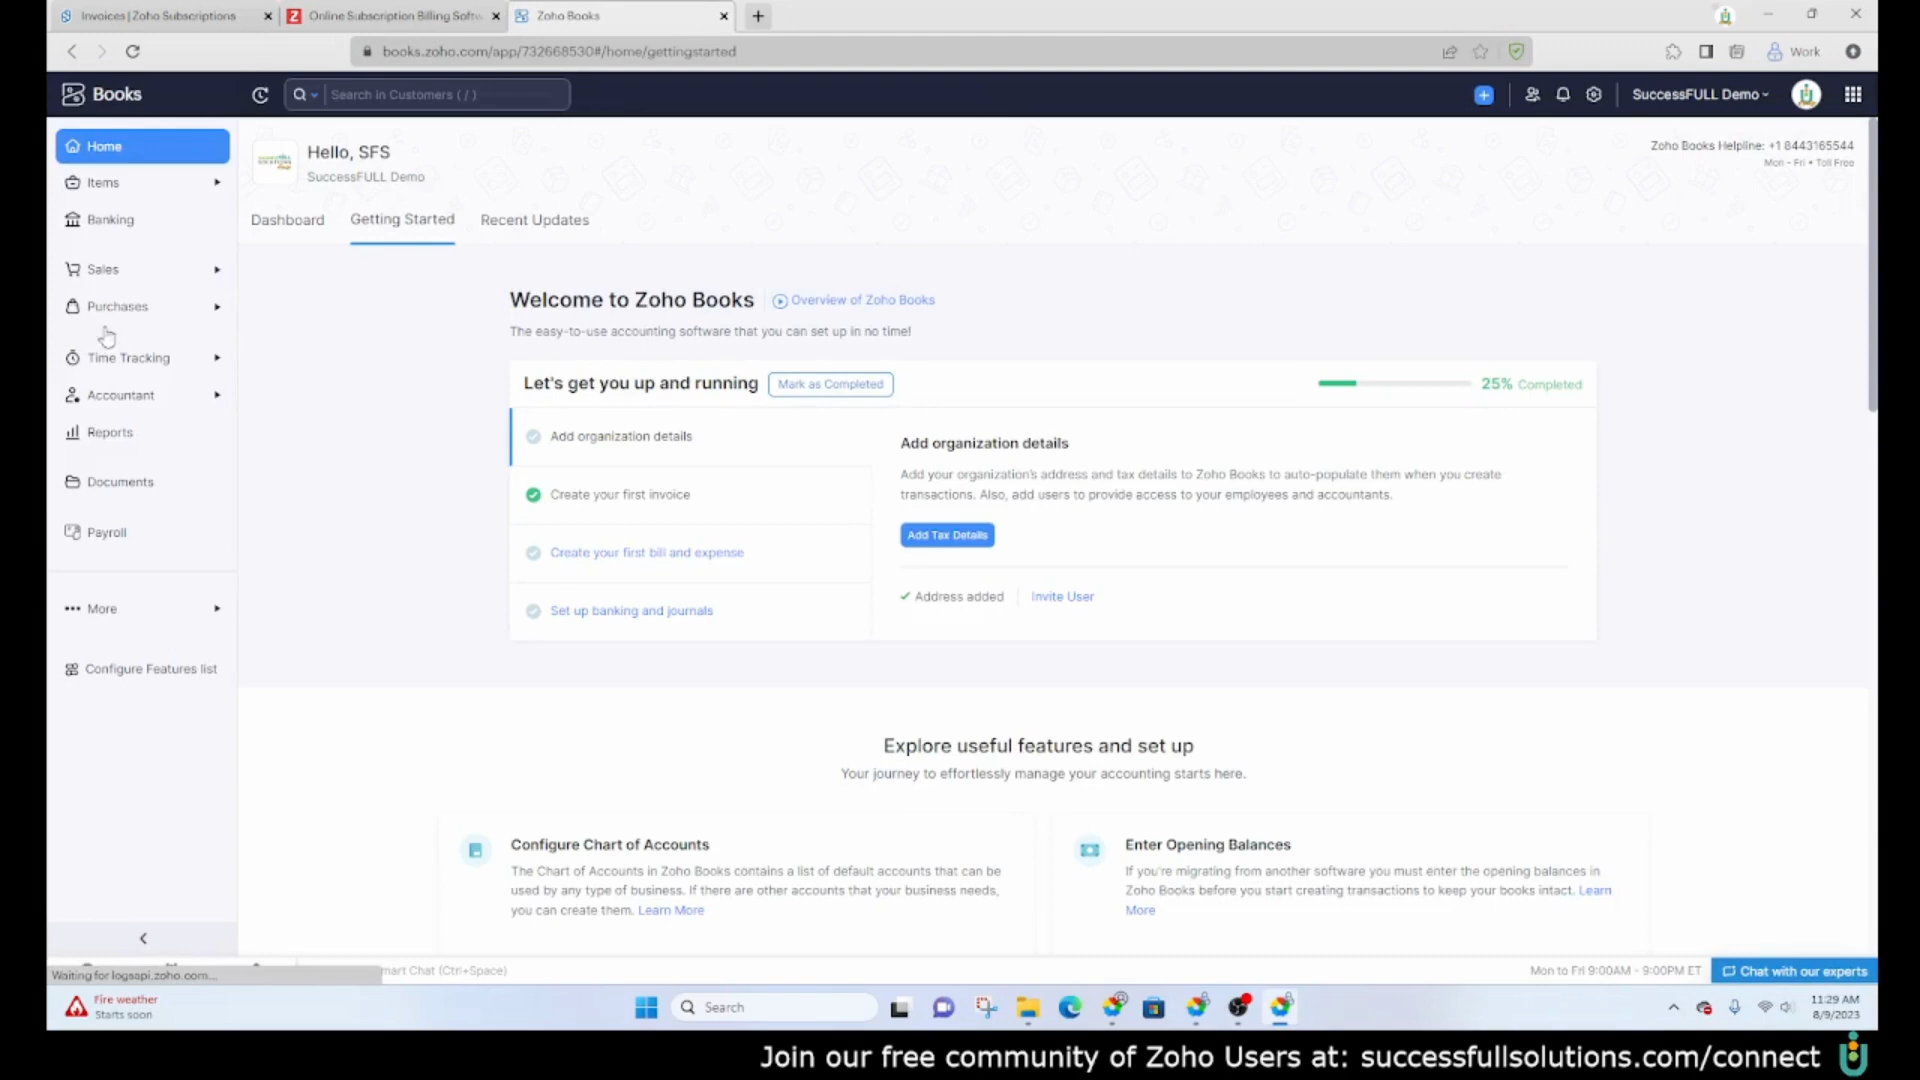 Invoices | Zoho Subscriptions
Online Subscription Billing Softw
Zoho Books
books.zoho.com/app/732668530#/home/gettingstarted
Work
Books
Search in Customers ( / )
SuccessFULL Demo
Home
Items
Banking
Sales
Purchases
Time Tracking
Accountant
Reports
Documents
Payroll
More
Configure Features list
Hello, SFS
SuccessFULL Demo
Zoho Books Helpline: +1 8443165544
Mon - Fri • Toll Free
Dashboard
Getting Started
Recent Updates
Welcome to Zoho Books
Overview of Zoho Books
The easy-to-use accounting software that you can set up in no time!
Let's get you up and running
Mark as Completed
25% Completed
Add organization details
Create your first invoice
Create your first bill and expense
Set up banking and journals
Add organization details
Add your organization's address and tax details to Zoho Books to auto-populate them when you create
transactions. Also, add users to provide access to your employees and accountants.
Add Tax Details
Address added
Invite User
Explore useful features and set up
Your journey to effortlessly manage your accounting starts here.
Configure Chart of Accounts
The Chart of Accounts in Zoho Books contains a list of default accounts that can be
used by any type of business. If there are other accounts that your business needs,
you can create them. Learn More
Enter Opening Balances
If you're migrating from another software you must enter the opening balances in
Zoho Books before you start creating transactions to keep your books intact. Learn
More
Waiting for logsapi.zoho.com...
mart Chat (Ctrl+Space)
Mon to Fri 9:00AM - 9:00PM ET
Chat with our experts
Fire weather
Starts soon
Search
11:29 AM
8/9/2023
Join our free community of Zoho Users at: successfullsolutions.com/connect